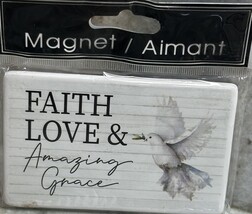 Magnet / Aimant
FAITH
LOVE &
Amazing
Grace